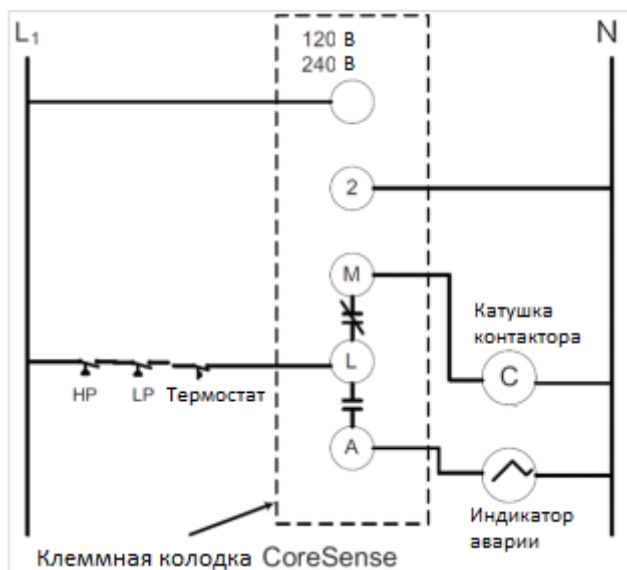 L1
N
120 В
240 В
2
M
Катушка
контактора
C
L
HP
LP
Термостат
A
Индикатор
аварии
Клеммная колодка CoreSense